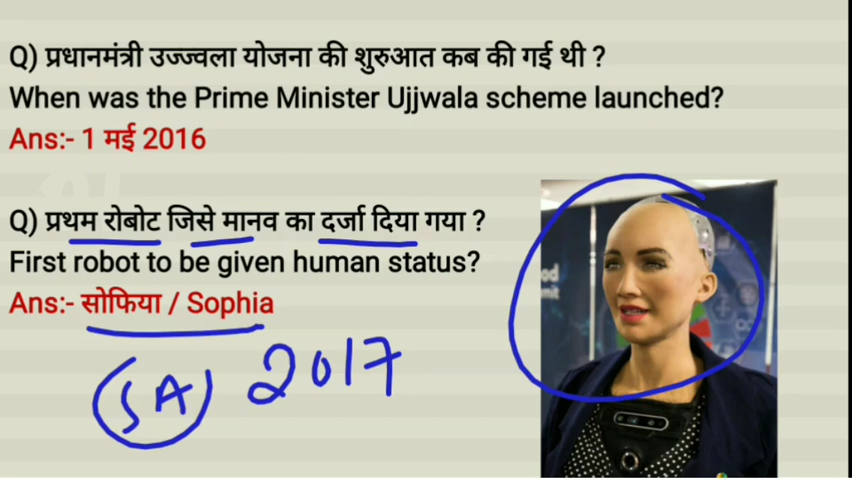 Q) प्रधानमंत्री उज्ज्वला योजना की शुरुआत कब की गई थी ?
When was the Prime Minister Ujjwala scheme launched?
Ans:- 1 मई 2016
Q) प्रथम रोबोट जिसे मानव का दर्जा दिया गया ?
First robot to be given human status?
Ans:- सोफिया / Sophia
(SA) 2017